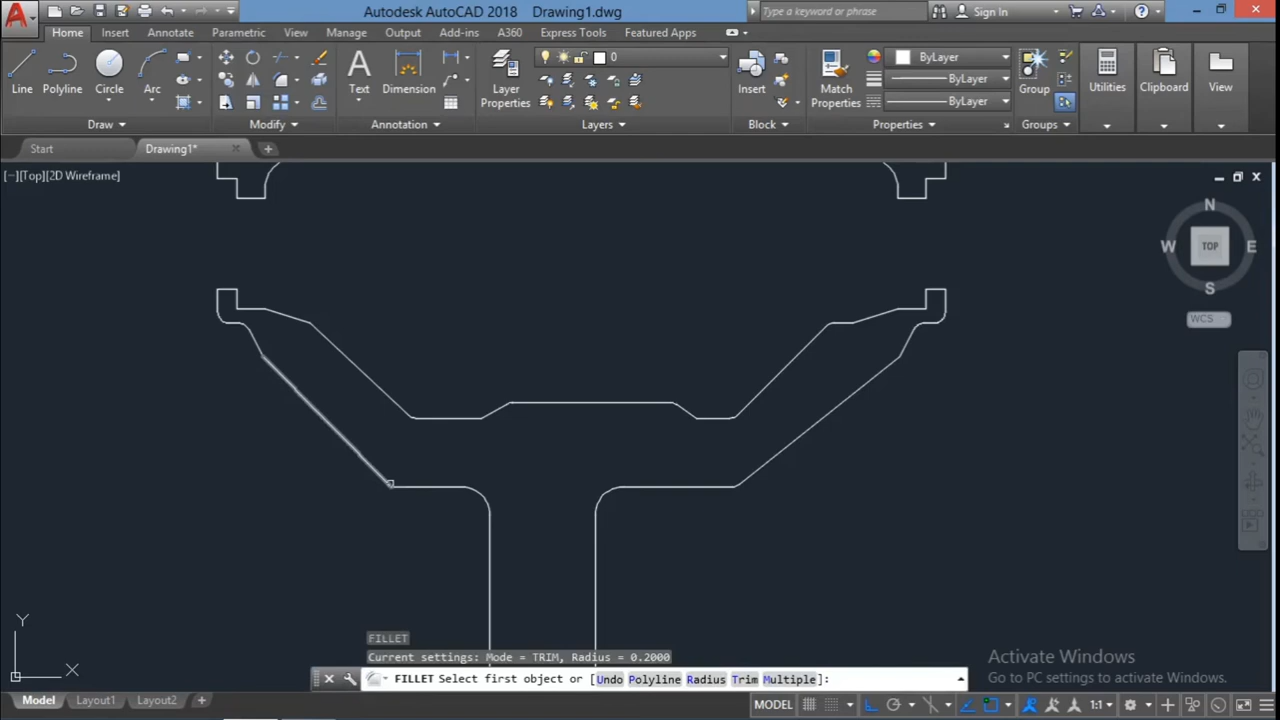 Autodesk AutoCAD 2018 Drawing1.dwg
Type a keyword or phrase
Sign In
Home Insert Annotate Parametric View Manage Output Add-ins A360 Express Tools Featured Apps
0
ByLayer
ByLayer
ByLayer
Line Polyline Circle Arc
Text Dimension
Layer Properties
Insert
Match Properties
Group
Utilities Clipboard View
Draw Modify Annotation Layers Block Properties Groups
Start Drawing1* +
[−][Top][2D Wireframe]
N
W TOP E
S
WCS
Y
X
FILLET
Current settings: Mode = TRIM, Radius = 0.2000
FILLET Select first object or [Undo Polyline Radius Trim Multiple]:
Activate Windows
Go to PC settings to activate Windows.
Model Layout1 Layout2 +
MODEL
1:1